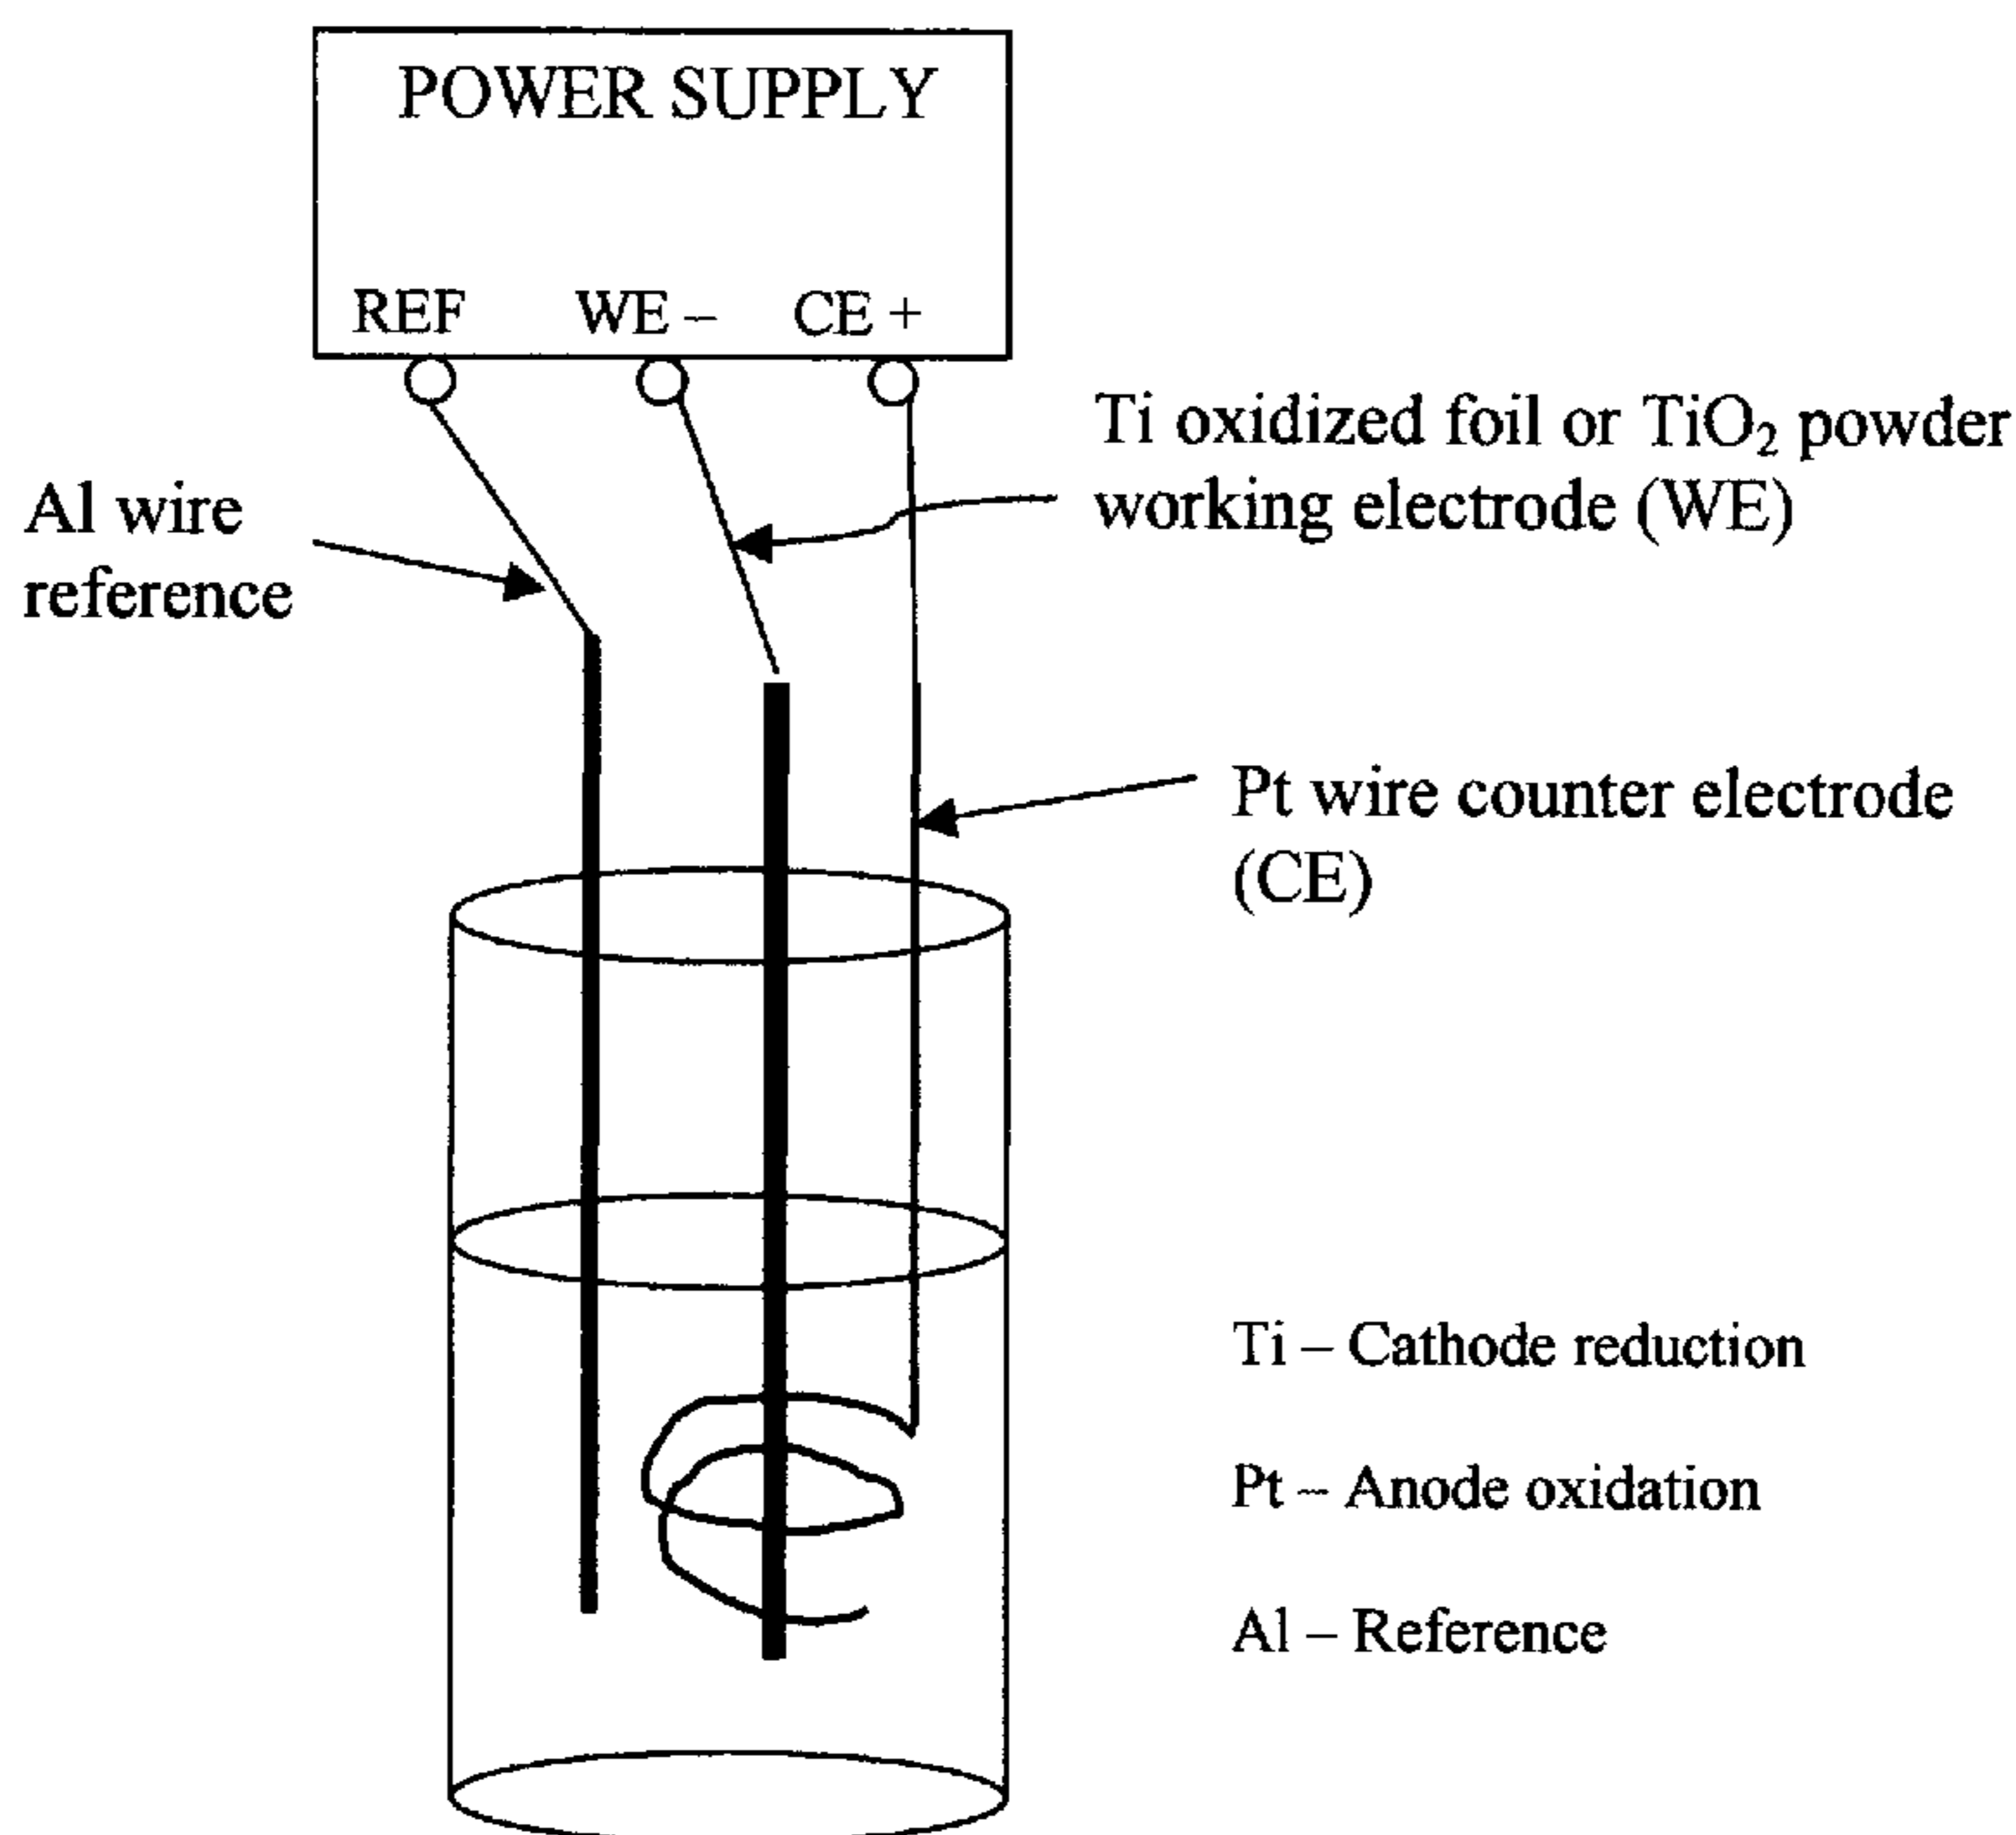 POWER SUPPLY
REF WE – CE +
Ti oxidized foil or TiO₂ powder
working electrode (WE)
Al wire
reference
Pt wire counter electrode
(CE)
Ti – Cathode reduction
Pt – Anode oxidation
Al – Reference